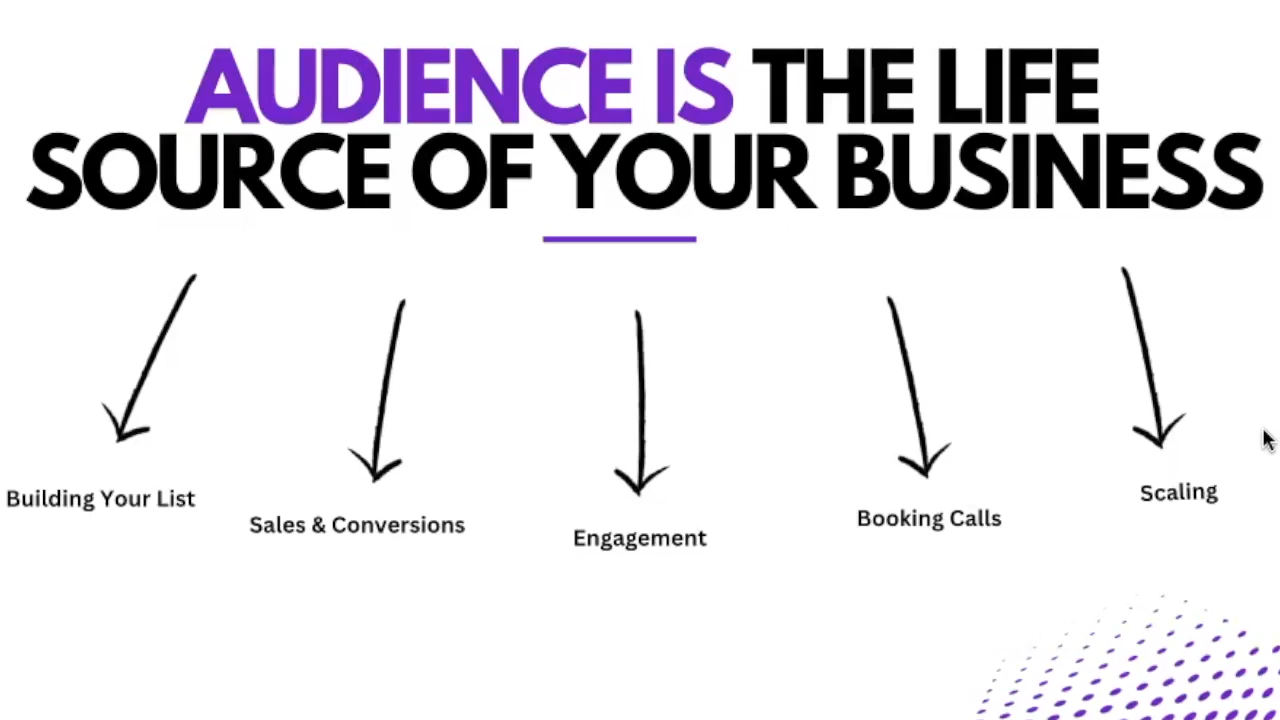 AUDIENCE IS THE LIFE
SOURCE OF YOUR BUSINESS
Building Your List
Sales & Conversions
Engagement
Booking Calls
Scaling